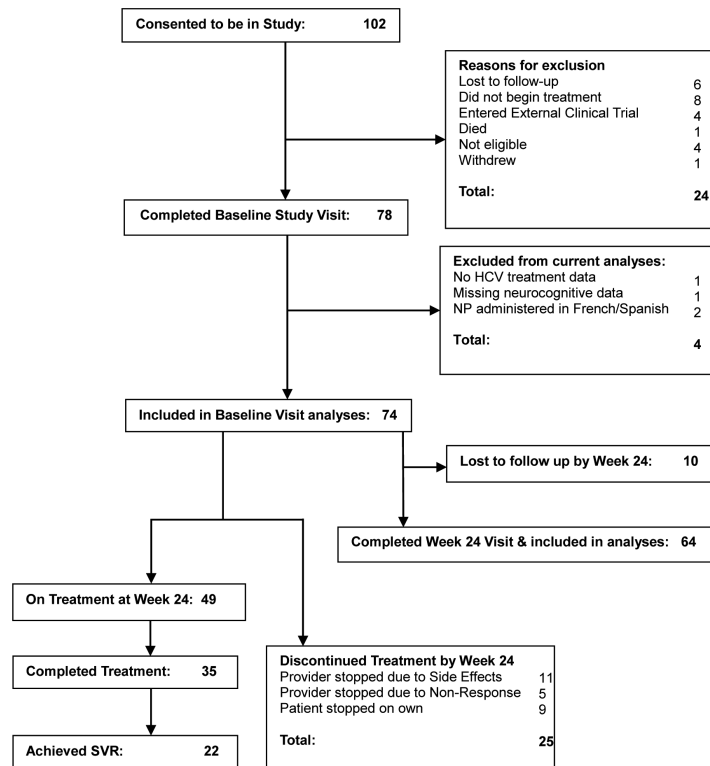 Consented to be in Study: 102
Reasons for exclusion
Lost to follow-up 6
Did not begin treatment 8
Entered External Clinical Trial 4
Died 1
Not eligible 4
Withdrew 1
Total: 24
Completed Baseline Study Visit: 78
Excluded from current analyses:
No HCV treatment data 1
Missing neurocognitive data 1
NP administered in French/Spanish 2
Total: 4
Included in Baseline Visit analyses: 74
Lost to follow up by Week 24: 10
Completed Week 24 Visit & included in analyses: 64
On Treatment at Week 24: 49
Completed Treatment: 35
Achieved SVR: 22
Discontinued Treatment by Week 24
Provider stopped due to Side Effects 11
Provider stopped due to Non-Response 5
Patient stopped on own 9
Total: 25